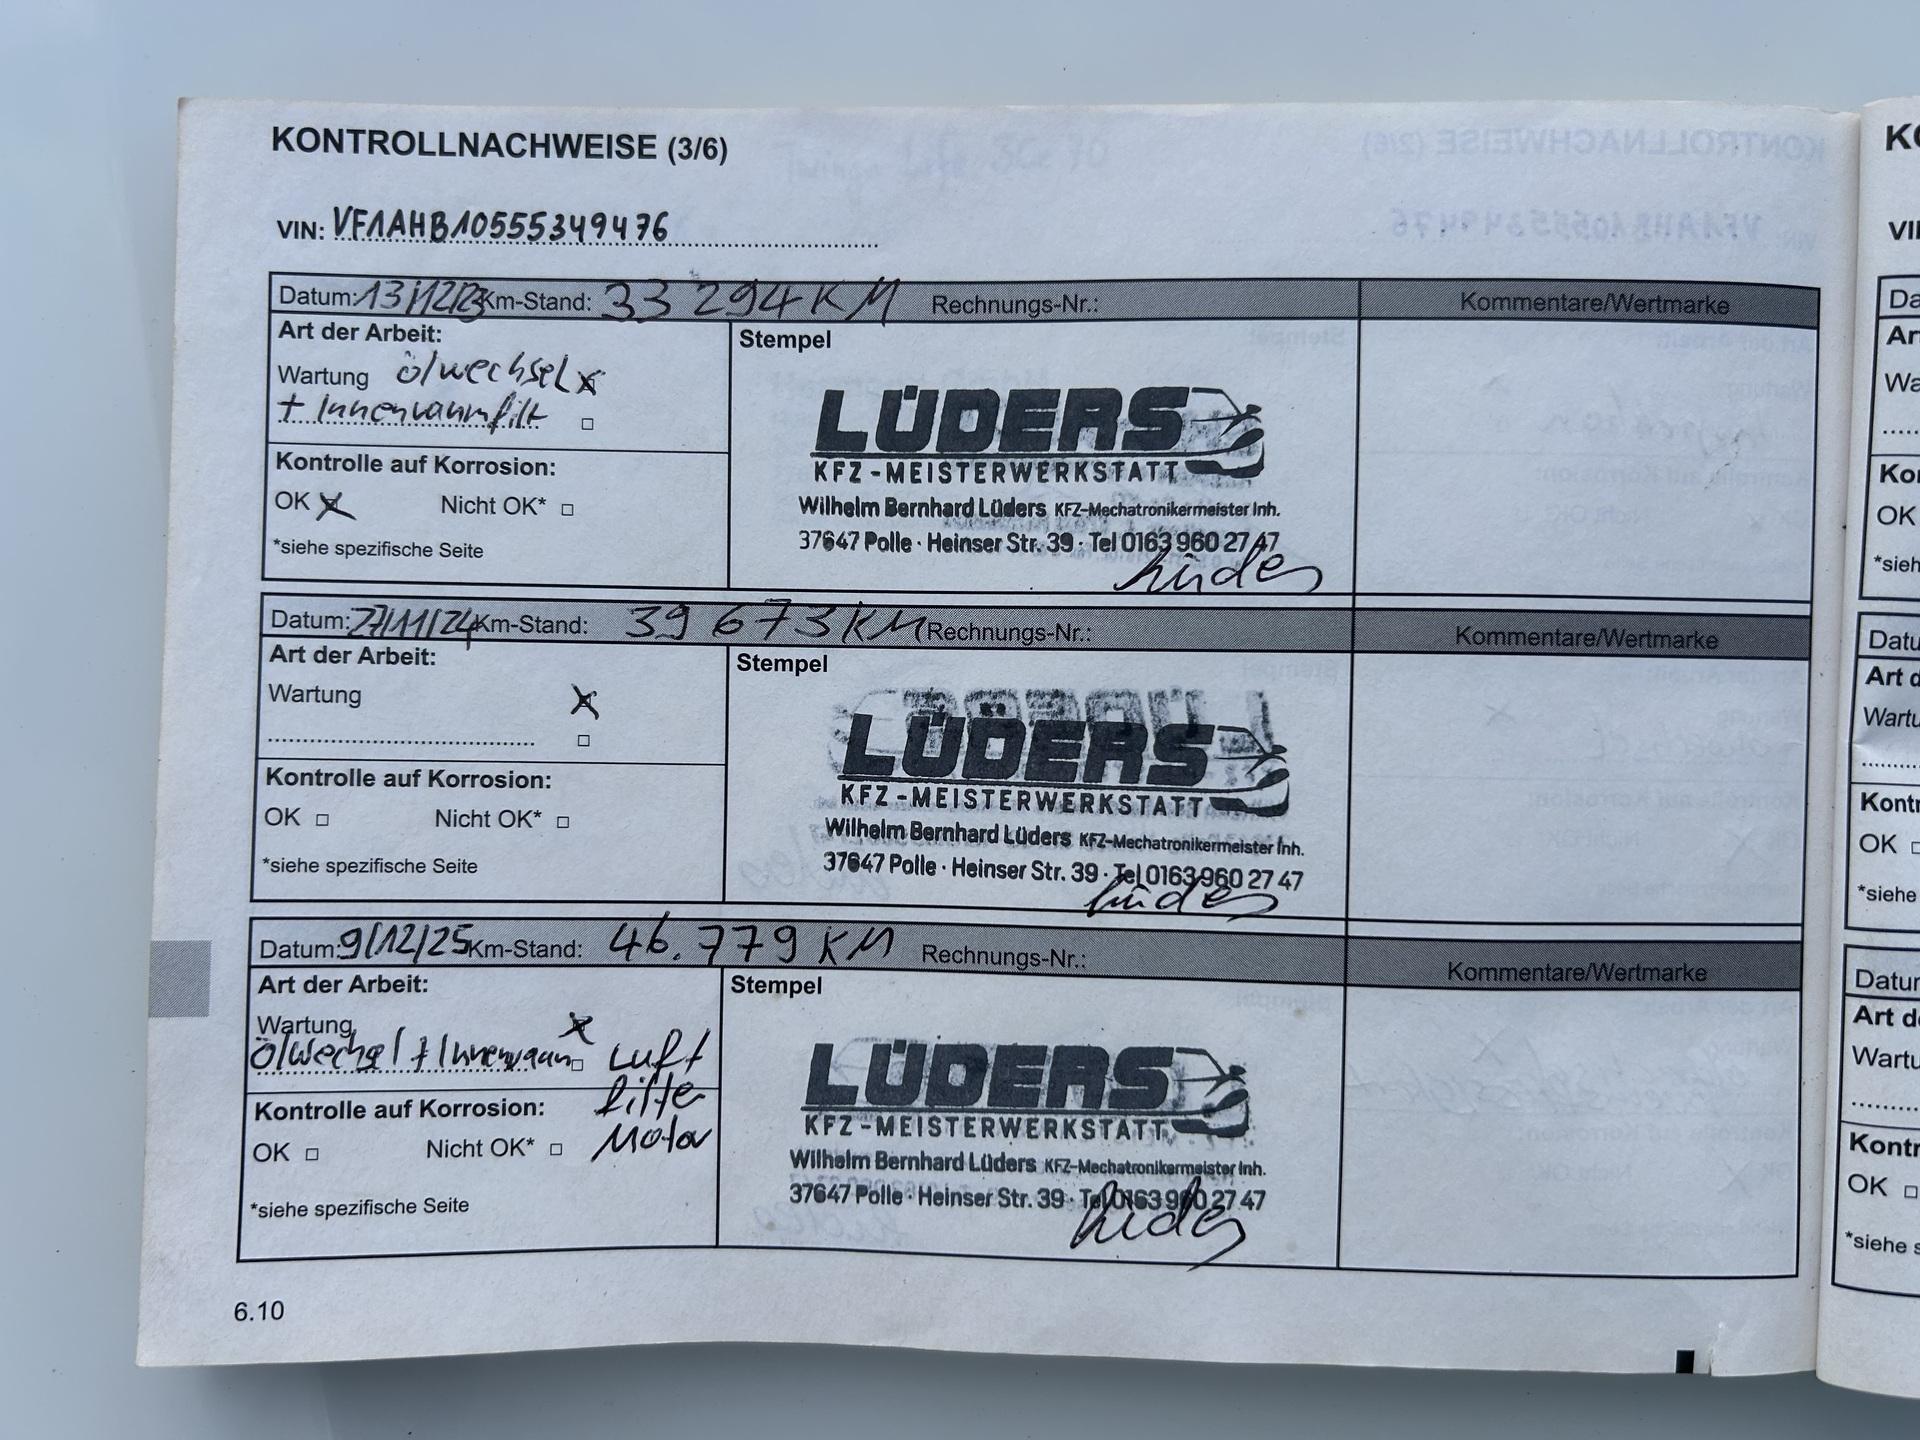 KONTROLLNACHWEISE (3/6)
VIN: VF1AHB10555349476
Datum: 13/12/23 Km-Stand: 33 294 KM Rechnungs-Nr.: Kommentare/Wertmarke
Art der Arbeit:
Wartung ölwechsel
+ Innenraumfilt
Kontrolle auf Korrosion:
OK Nicht OK*
*siehe spezifische Seite
Stempel
LÜDERS
KFZ-MEISTERWERKSTATT
Wilhelm Bernhard Lüders KFZ-Mechatronikermeister Inh.
37647 Polle · Heinser Str. 39 · Tel 0163 960 27 47
Lüders
Datum: 27/11/24 Km-Stand: 39 673 KM Rechnungs-Nr.: Kommentare/Wertmarke
Art der Arbeit:
Wartung
Kontrolle auf Korrosion:
OK Nicht OK*
*siehe spezifische Seite
Stempel
LÜDERS
KFZ-MEISTERWERKSTATT
Wilhelm Bernhard Lüders KFZ-Mechatronikermeister Inh.
37647 Polle · Heinser Str. 39 · Tel 0163 960 27 47
Lüders
Datum: 9/12/25 Km-Stand: 46.779 KM Rechnungs-Nr.: Kommentare/Wertmarke
Art der Arbeit:
Wartung
ölwechsel + Innenraum Luft
filter
Motor
Kontrolle auf Korrosion:
OK Nicht OK*
*siehe spezifische Seite
Stempel
LÜDERS
KFZ-MEISTERWERKSTATT
Wilhelm Bernhard Lüders KFZ-Mechatronikermeister Inh.
37647 Polle · Heinser Str. 39 · Tel 0163 960 27 47
Lüders
6.10